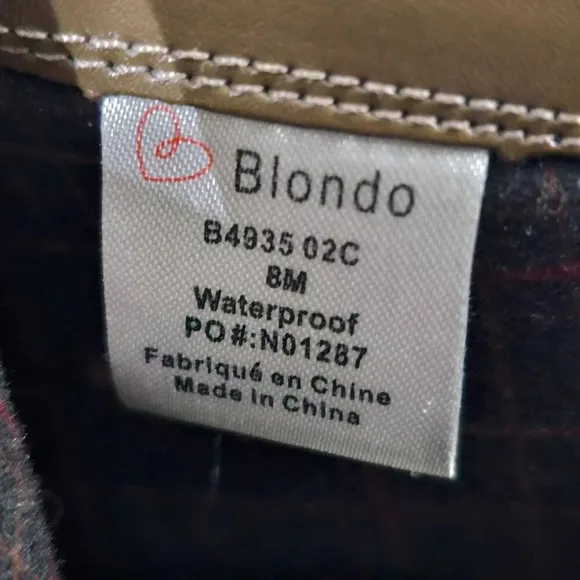 Blondo
B4935 02C
8M
Waterproof
PO#:N01287
Fabriqué en Chine
Made in China